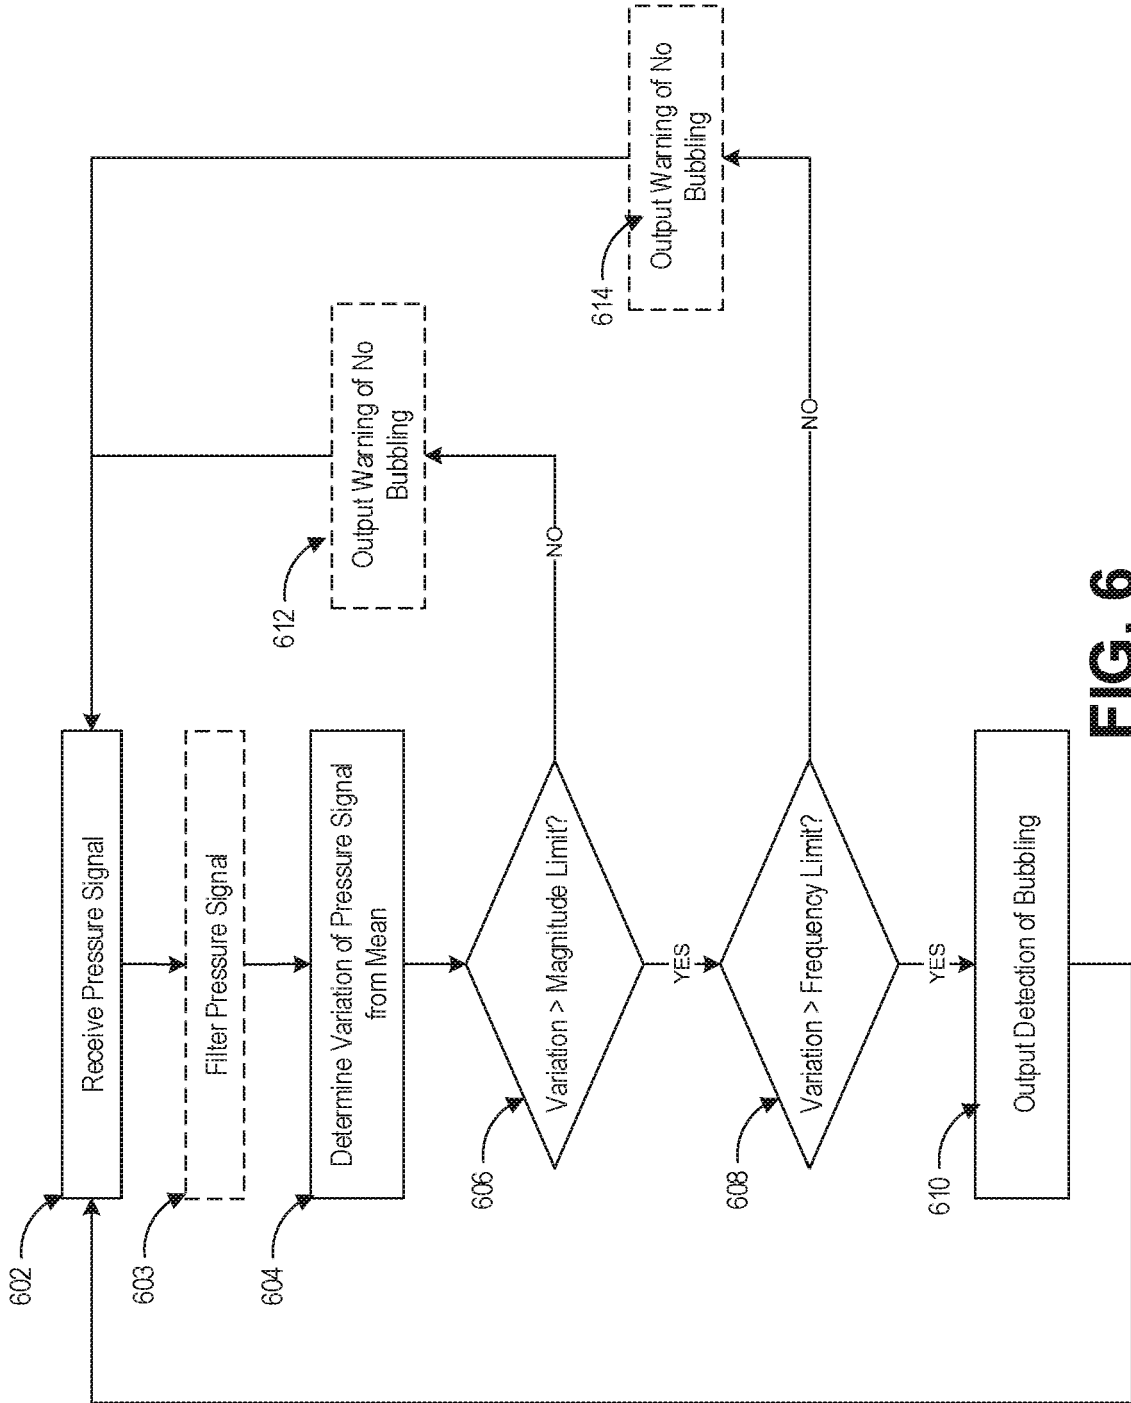 602
Receive Pressure Signal
603
Filter Pressure Signal
604
Determine Variation of Pressure Signal
from Mean
606
Variation > Magnitude Limit?
NO
612
Output Warning of No
Bubbling
YES
608
Variation > Frequency Limit?
NO
614
Output Warning of No
Bubbling
YES
610
Output Detection of Bubbling
FIG. 6